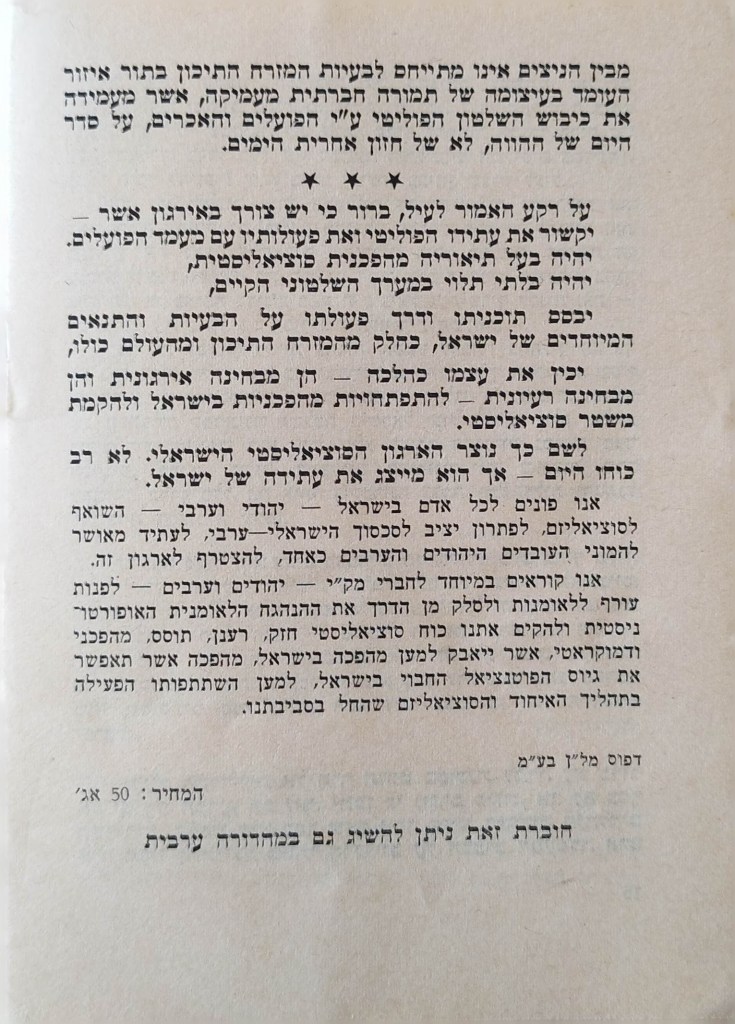 מבין הניצים אינו מתייחס לבעיות המזרח התיכון בתור איזור
העומד בעיצומה של תמורה חברתית מעמיקה, אשר מעמידה
את כיבוש השלטון הפוליטי ע״י הפועלים והאכרים, על סדר
היום של ההווה, לא של חזון אחרית הימים.
★ ★ ★
על רקע האמור לעיל, ברור כי יש צורך באירגון אשר —
יקשור את עתידו הפוליטי ואת פעולותיו עם מעמד הפועלים.
יהיה בעל תיאוריה מהפכנית סוציאליסטית,
יהיה בלתי תלוי במערך השלטוני הקיים,
יבסס תוכניתו ודרך פעולתו על הבעיות והתנאים
המיוחדים של ישראל, כחלק מהמזרח התיכון ומהעולם כולו,
יכין את עצמו כהלכה — הן מבחינה אירגונית והן
מבחינה רעיונית — להתפתחויות מהפכניות בישראל ולהקמת
משטר סוציאליסטי.
לשם כך נוצר הארגון הסוציאליסטי הישראלי. לא רב
כוחו היום — אך הוא מייצג את עתידה של ישראל.
אנו פונים לכל אדם בישראל — יהודי וערבי — השואף
לסוציאליזם, לפתרון יציב לסכסוך הישראלי—ערבי, לעתיד מאושר
להמוני העובדים היהודים והערבים כאחד, להצטרף לארגון זה.
אנו קוראים במיוחד לחברי מק״י — יהודים וערבים — לפנות
עורף ללאומנות ולסלק מן הדרך את ההנהגה הלאומנית האופורטו־
ניסטית ולהקים אתנו כוח סוציאליסטי חזק, רענן, תוסס, מהפכני
ודמוקראטי, אשר ייאבק למען מהפכה בישראל, מהפכה אשר תאפשר
את גיוס הפוטנציאל החבוי בישראל, למען השתתפותו הפעילה
בתהליך האיחוד והסוציאליזם שהחל בסביבתנו.
דפוס מל״ן בע״מ
המחיר: 50 אג׳
חוברת זאת ניתן להשיג גם במהדורה ערבית